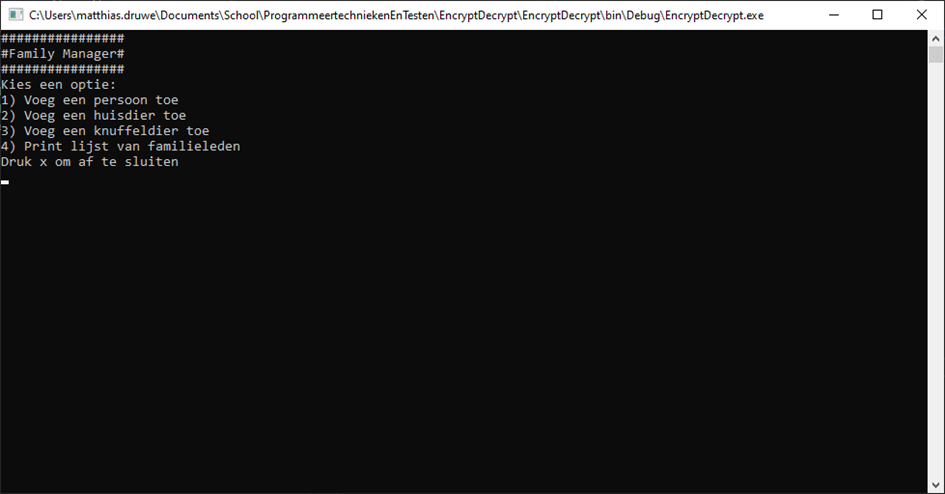 C:\Users\matthias.druwe\Documents\School\ProgrammeertechniekenEnTesten\EncryptDecrypt\EncryptDecrypt\bin\Debug\EncryptDecrypt.exe
################
#Family Manager#
################
Kies een optie:
1) Voeg een persoon toe
2) Voeg een huisdier toe
3) Voeg een knuffeldier toe
4) Print lijst van familieleden
Druk x om af te sluiten